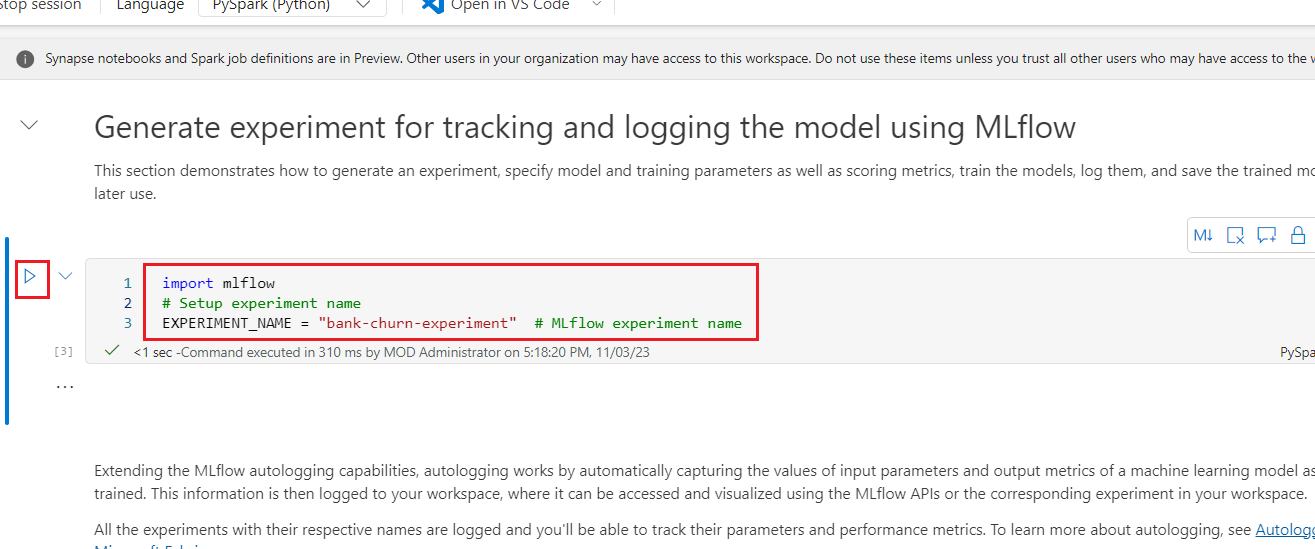 Stop session Language PySpark (Python) Open in VS Code
Synapse notebooks and Spark job definitions are in Preview. Other users in your organization may have access to this workspace. Do not use these items unless you trust all other users who may have access to the
Generate experiment for tracking and logging the model using MLflow
This section demonstrates how to generate an experiment, specify model and training parameters as well as scoring metrics, train the models, log them, and save the trained
later use.
M↓
1 import mlflow
2 # Setup experiment name
3 EXPERIMENT_NAME = "bank-churn-experiment" # MLflow experiment name
[3] <1 sec -Command executed in 310 ms by MOD Administrator on 5:18:20 PM, 11/03/23 PySpa
...
Extending the MLflow autologging capabilities, autologging works by automatically capturing the values of input parameters and output metrics of a machine learning model as
trained. This information is then logged to your workspace, where it can be accessed and visualized using the MLflow APIs or the corresponding experiment in your workspace.
All the experiments with their respective names are logged and you'll be able to track their parameters and performance metrics. To learn more about autologging, see Autolog